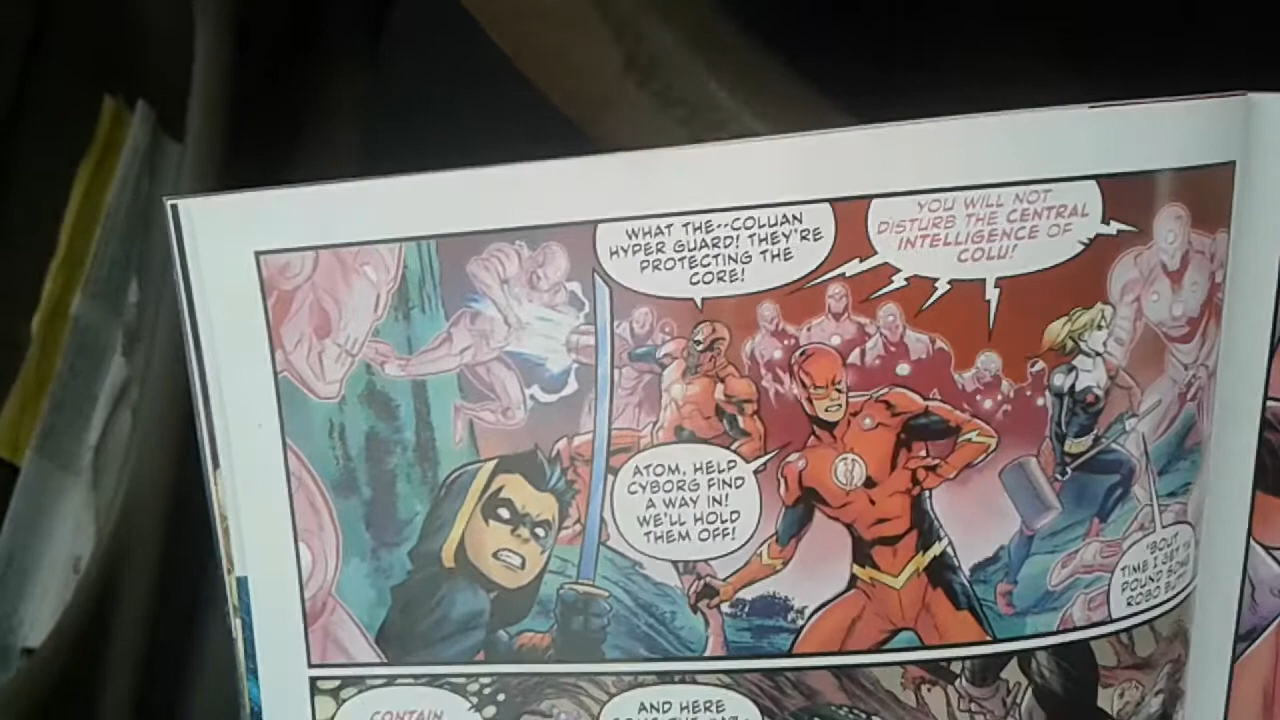 WHAT THE--COLUAN
HYPER GUARD! THEY'RE
PROTECTING THE
CORE!
YOU WILL NOT
DISTURB THE CENTRAL
INTELLIGENCE OF
COLU!
ATOM, HELP
CYBORG FIND
A WAY IN!
WE'LL HOLD
THEM OFF!
'BOUT
TIME I GET TO
POUND SOME
ROBO BUTT!
CONTAIN
AND HERE